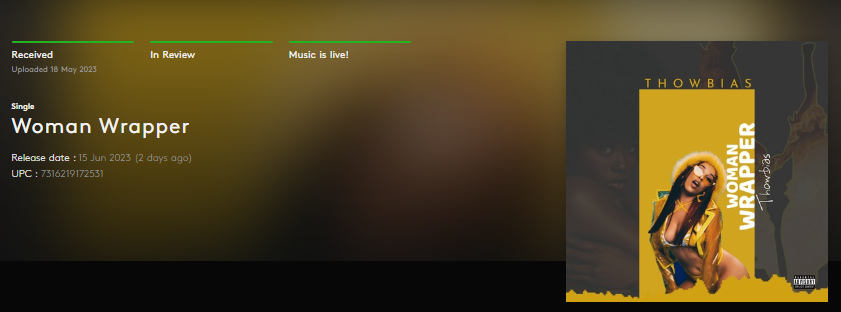 Received
In Review
Music is live!
Uploaded 18 May 2023
Single
Woman Wrapper
Release date : 15 Jun 2023 (2 days ago)
UPC : 7316219172531
THOWBIAS
WOMAN
WRAPPER
Thowbias
PARENTAL
ADVISORY
EXPLICIT CONTENT